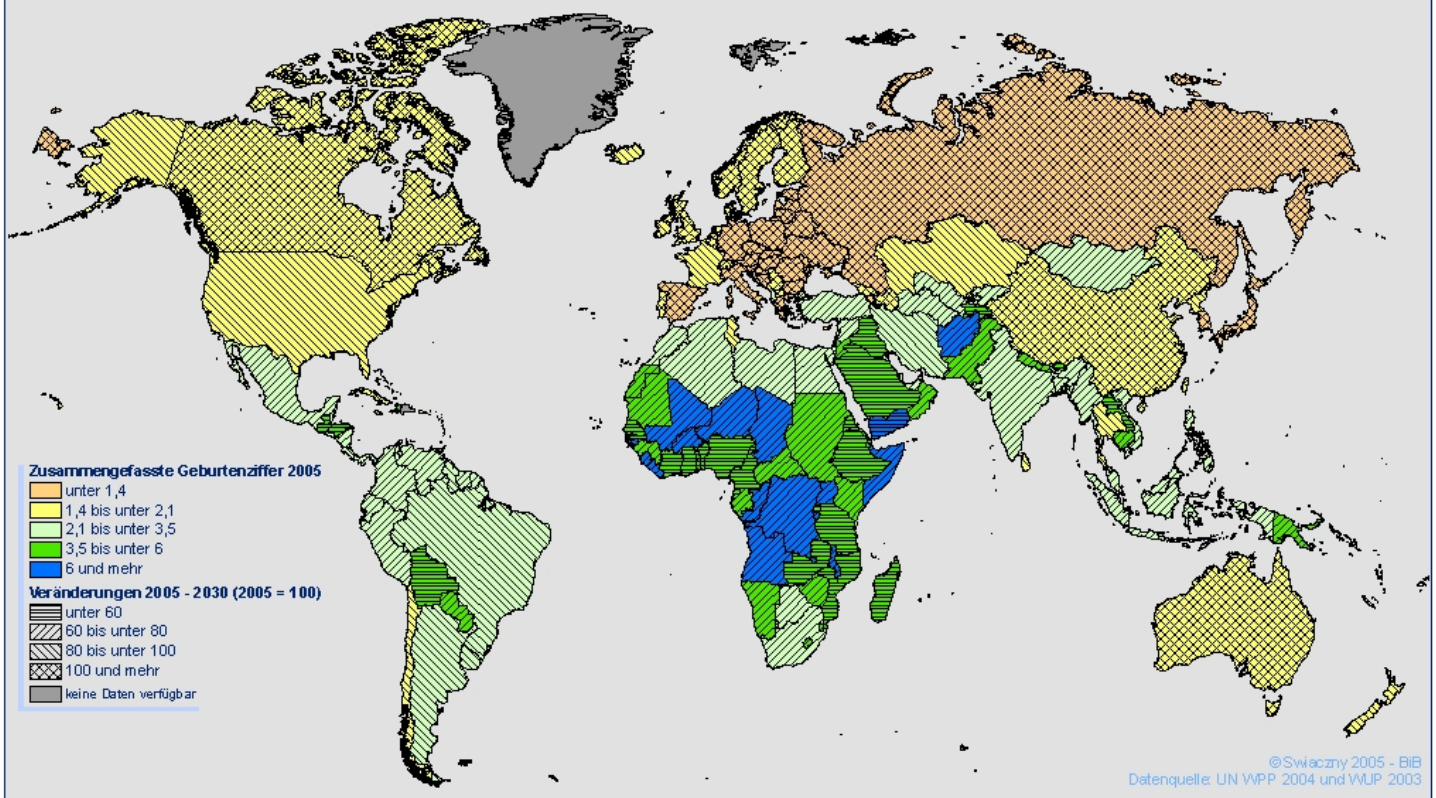 Zusammengefasste Geburtenziffer 2005
unter 1,4
1,4 bis unter 2,1
2,1 bis unter 3,5
3,5 bis unter 6
6 und mehr
Veränderungen 2005 - 2030 (2005 = 100)
unter 60
60 bis unter 80
80 bis unter 100
100 und mehr
keine Daten verfügbar
©Swiaczny 2005 - BiB
Datenquelle: UN WPP 2004 und WUP 2003